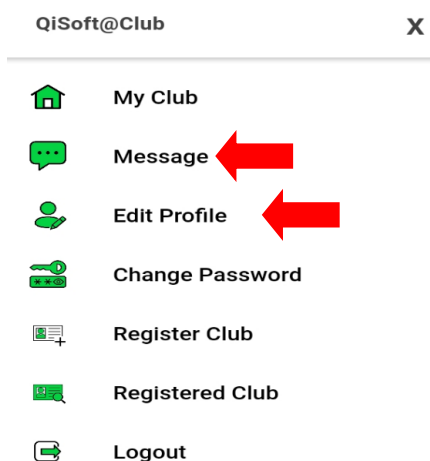 QiSoft@Club X
My Club
Message
Edit Profile
Change Password
Register Club
Registered Club
Logout